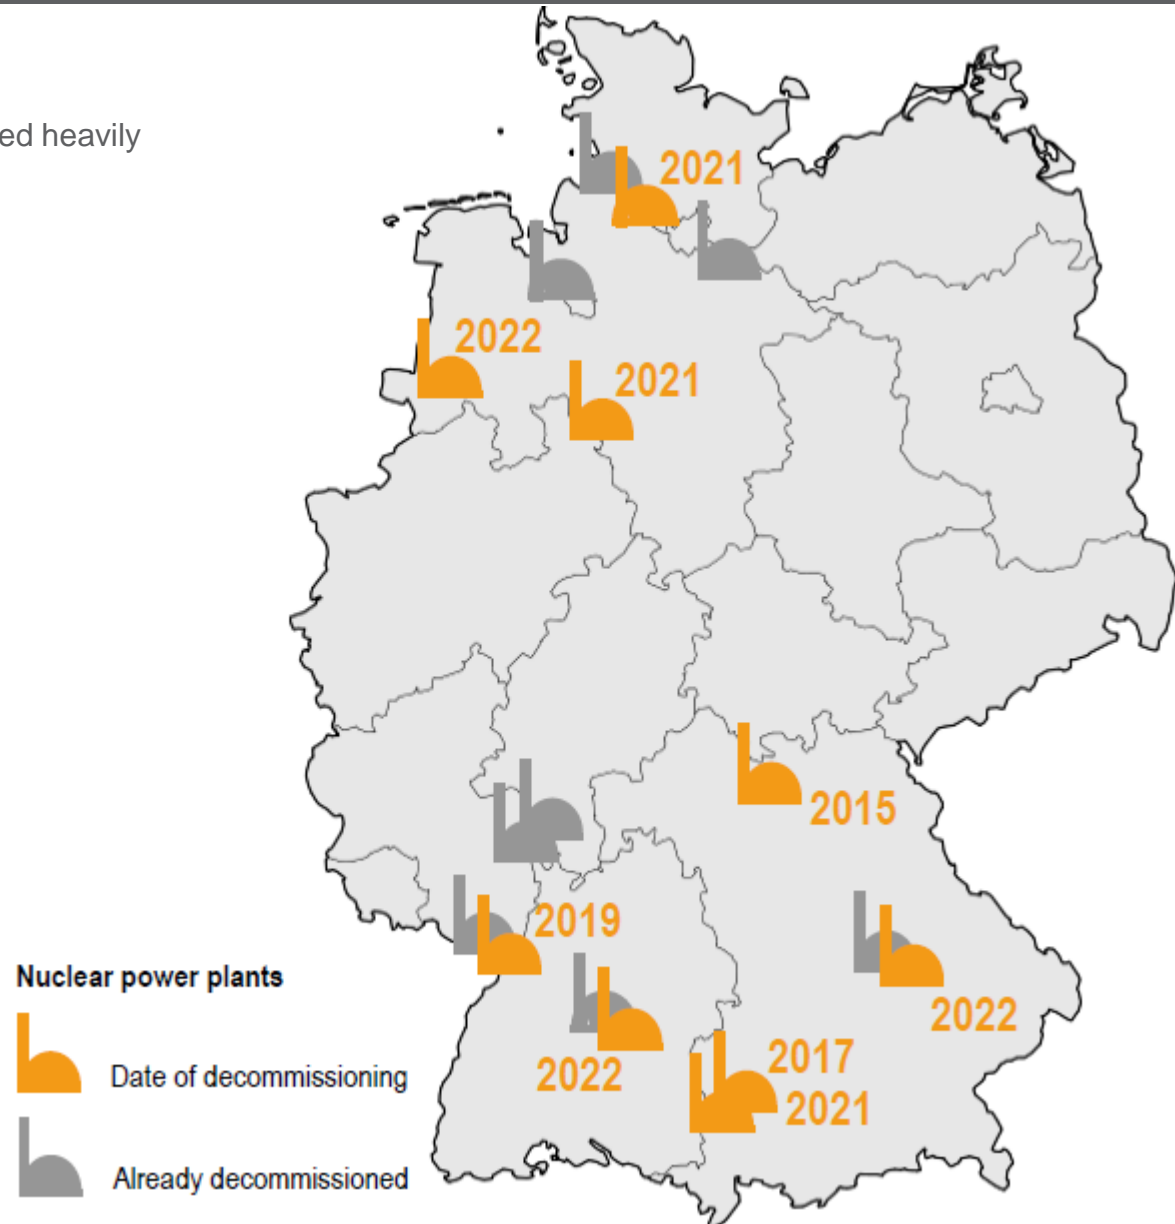 ed heavily
2021
2022
2021
2015
2019
2022
2022
2017
2021
Nuclear power plants
Date of decommissioning
Already decommissioned